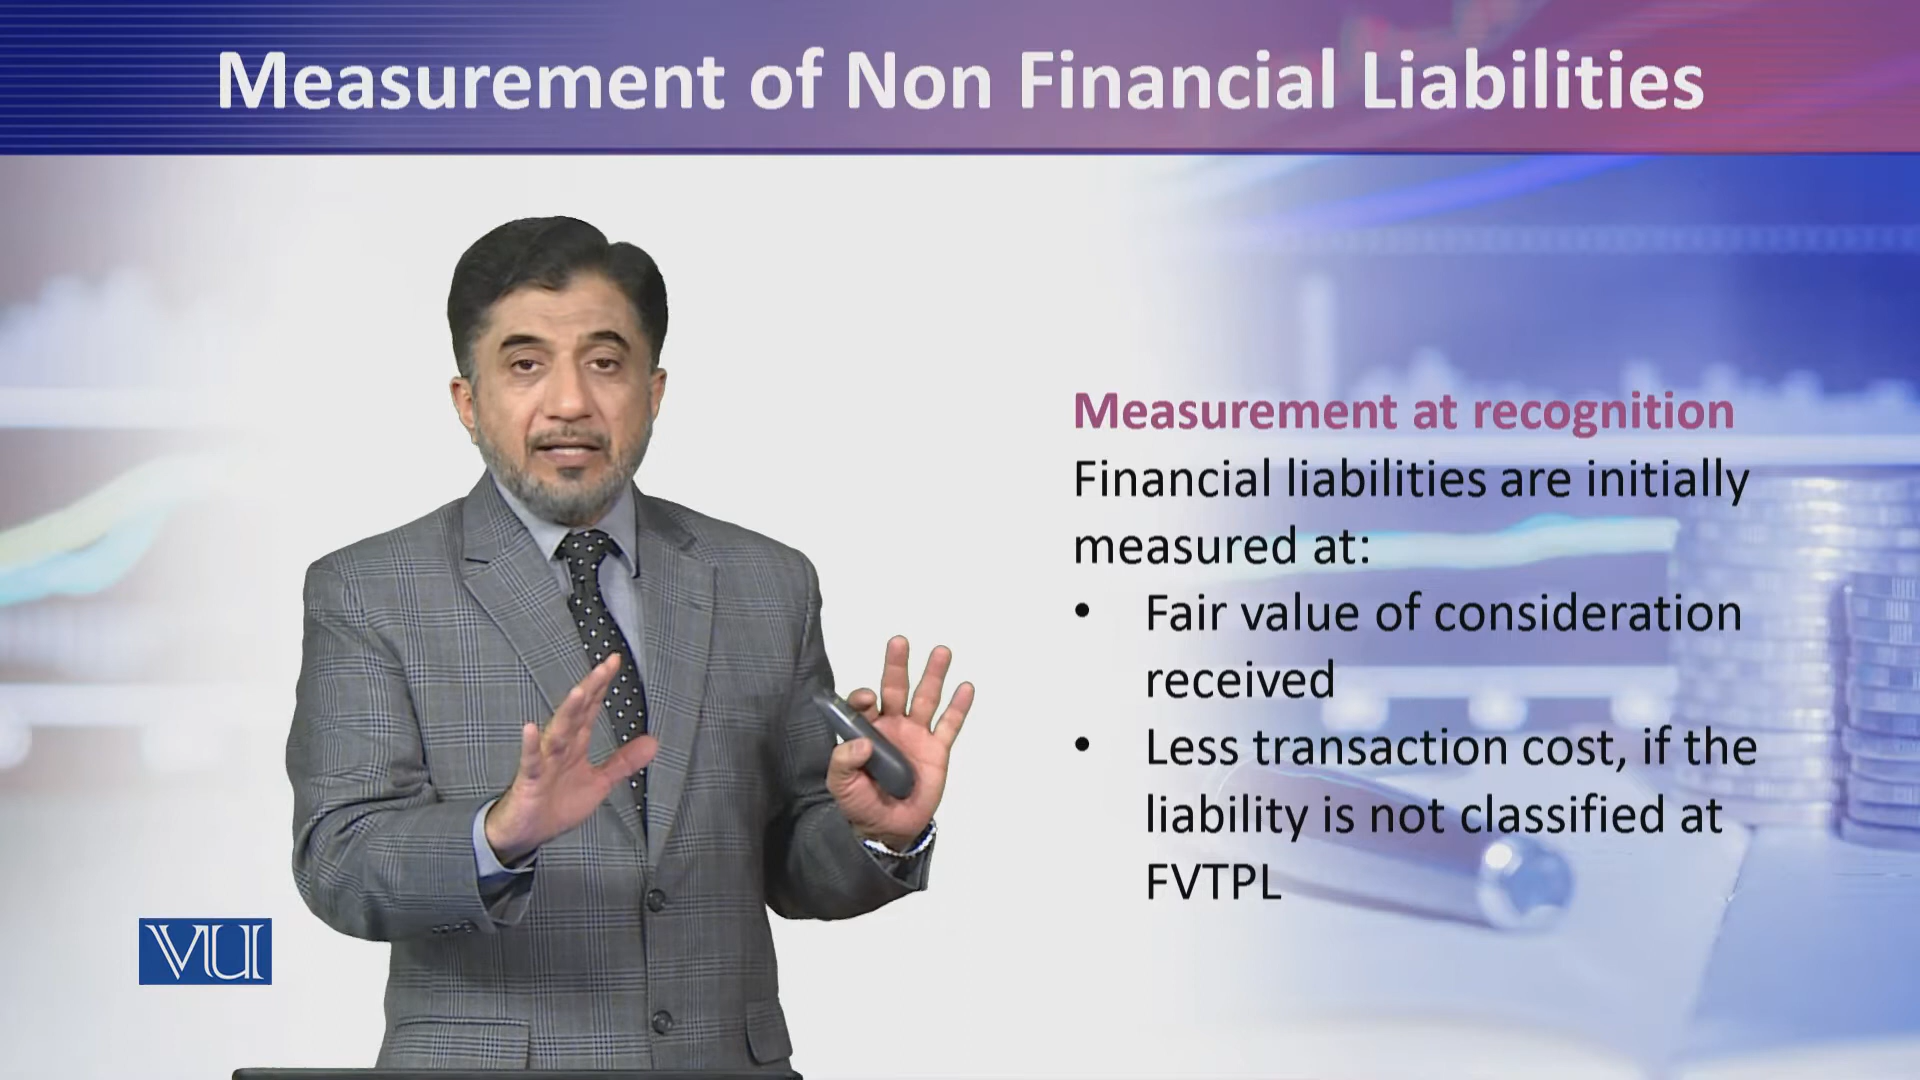 Measurement of Non Financial Liabilities
Measurement at recognition
Financial liabilities are initially
measured at:
• Fair value of consideration
received
• Less transaction cost, if the
liability is not classified at
FVTPL
VU